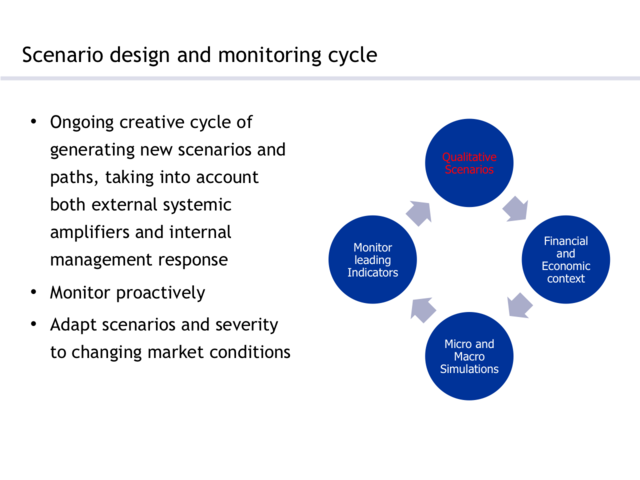 Scenario design and monitoring cycle
• Ongoing creative cycle of
generating new scenarios and
paths, taking into account
both external systemic
amplifiers and internal
management response
• Monitor proactively
• Adapt scenarios and severity
to changing market conditions
Qualitative
Scenarios
Financial
and
Economic
context
Micro and
Macro
Simulations
Monitor
leading
Indicators